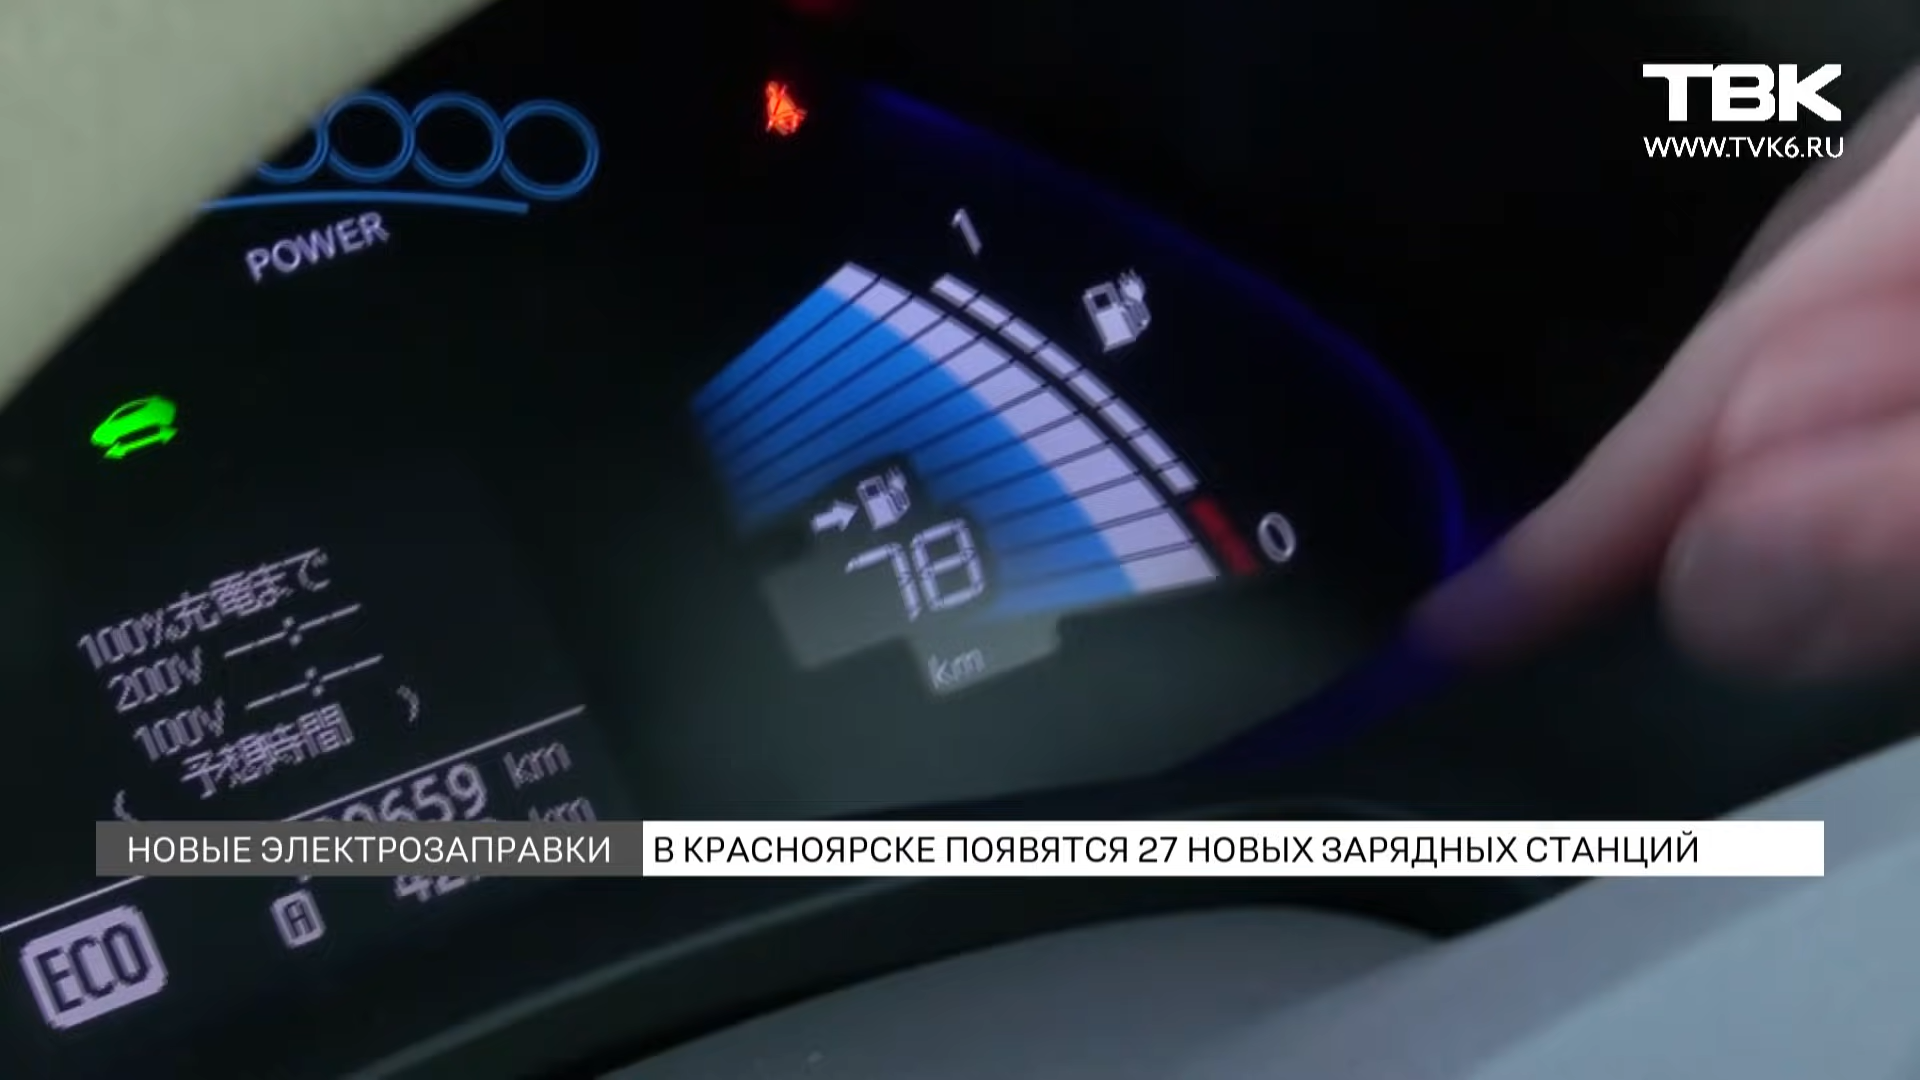 ТВК
WWW.TVK6.RU
POWER
1
0
78
km
100%充電まで
200V --:--
100V --:--
( 予想時間 )
km
km
НОВЫЕ ЭЛЕКТРОЗАПРАВКИ В КРАСНОЯРСКЕ ПОЯВЯТСЯ 27 НОВЫХ ЗАРЯДНЫХ СТАНЦИЙ
A
ECO